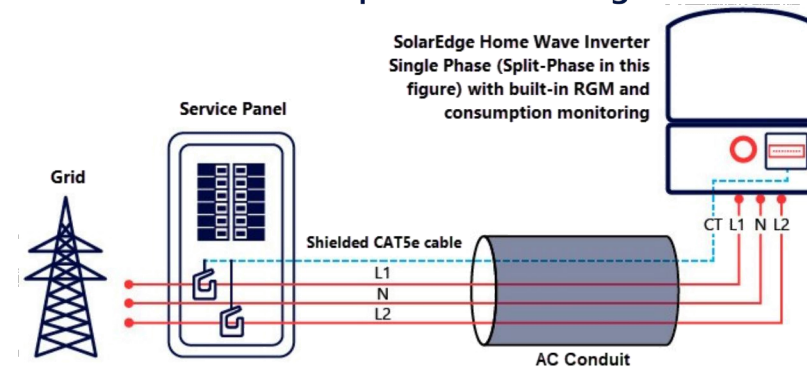 SolarEdge Home Wave Inverter
Single Phase (Split-Phase in this
figure) with built-in RGM and
consumption monitoring
Service Panel
Grid
Shielded CAT5e cable
CT L1 N L2
L1
N
L2
AC Conduit